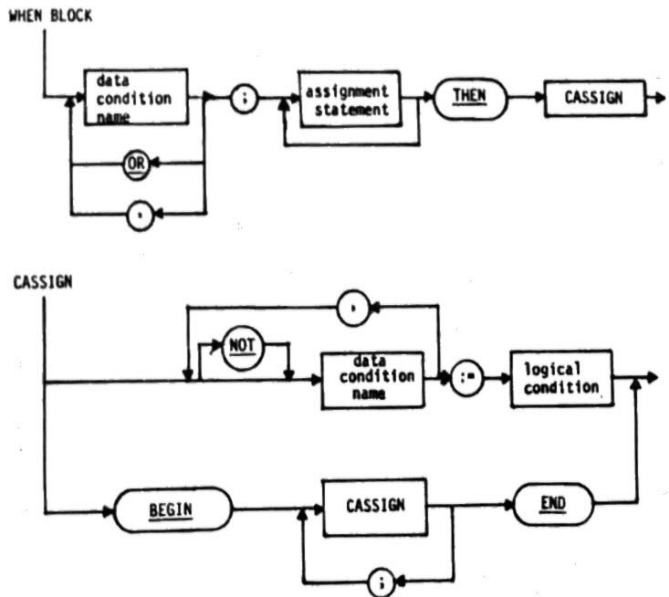 WHEN BLOCK
data
condition
name
;
assignment
statement
THEN
CASSIGN
OR
,
CASSIGN
,
NOT
data
condition
name
:=
logical
condition
BEGIN
CASSIGN
END
;